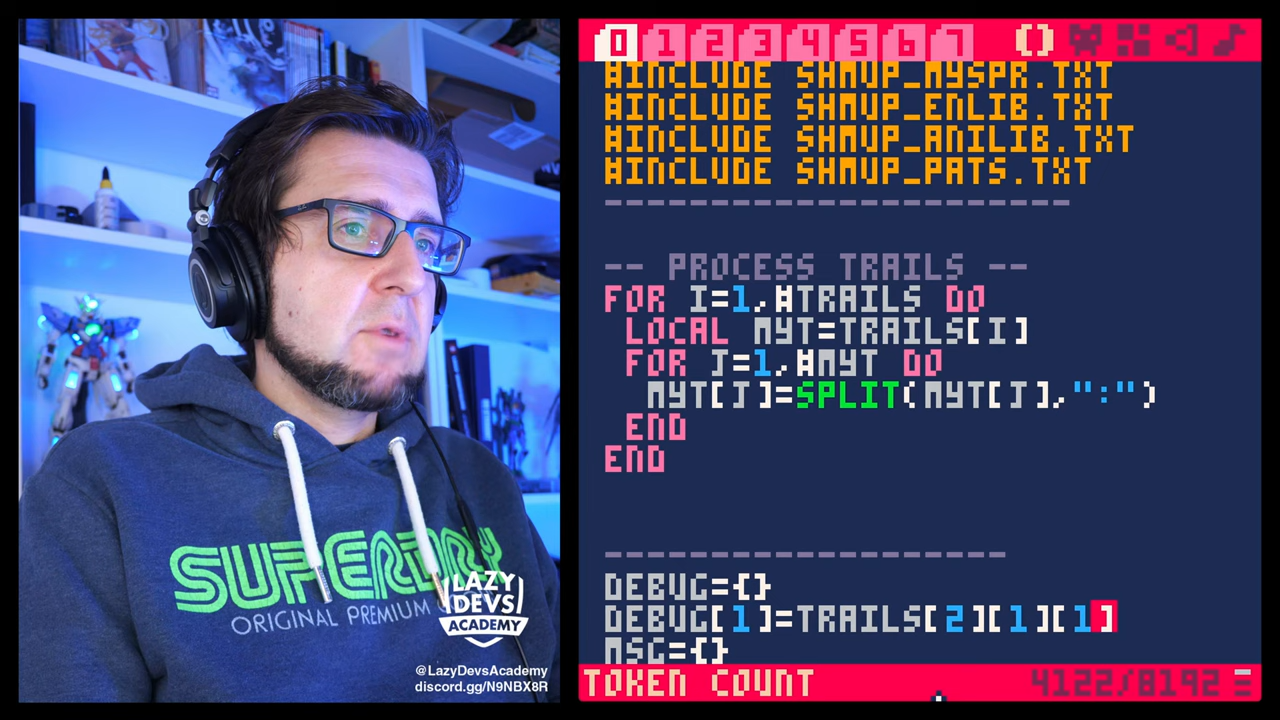 SUPERDRY
ORIGINAL PREMIUM
LAZY
DEVS
ACADEMY
@LazyDevsAcademy
discord.gg/N9NBX8R
0 1 2 3 4 5 6 7 ()
#INCLUDE SHMUP_MYSPR.TXT
#INCLUDE SHMUP_ENLIB.TXT
#INCLUDE SHMUP_ANILIB.TXT
#INCLUDE SHMUP_PATS.TXT
----------------------
-- PROCESS TRAILS --
FOR I=1,#TRAILS DO
LOCAL MYT=TRAILS[I]
FOR J=1,#MYT DO
MYT[J]=SPLIT(MYT[J],":")
END
END
-------------------
DEBUG={}
DEBUG[1]=TRAILS[2][1][1]
MSG={}
TOKEN COUNT 4122/8192